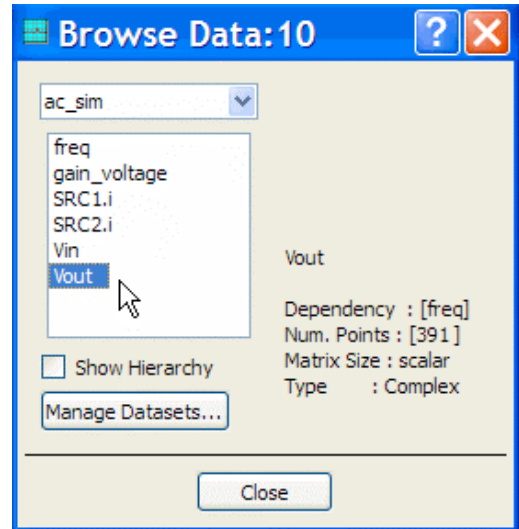 Browse Data:10
?
ac_sim
freq
gain_voltage
SRC1.i
SRC2.i
Vin
Vout
Vout
Dependency : [freq]
Num. Points : [391]
Matrix Size : scalar
Type : Complex
Show Hierarchy
Manage Datasets...
Close